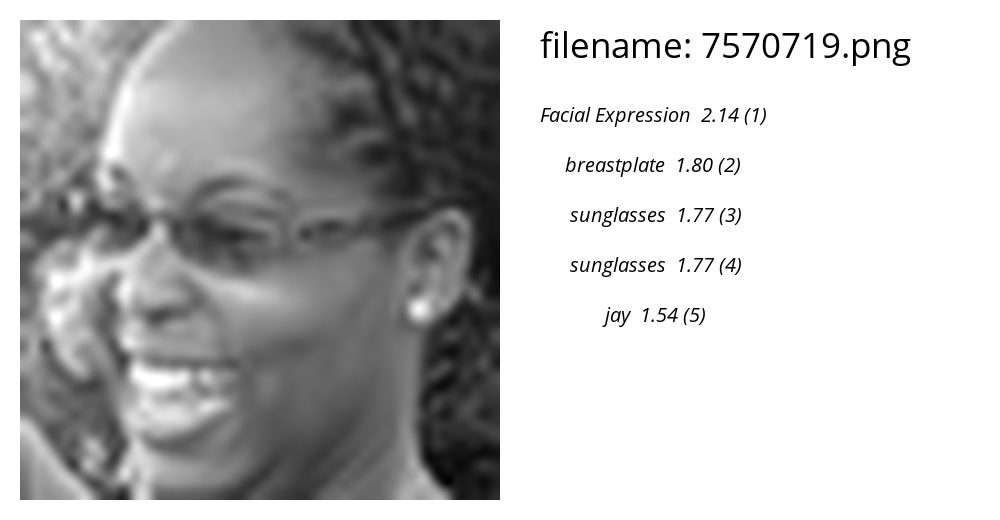 filename: 7570719.png
Facial Expression 2.14 (1)
breastplate 1.80 (2)
sunglasses 1.77 (3)
sunglasses 1.77 (4)
jay 1.54 (5)